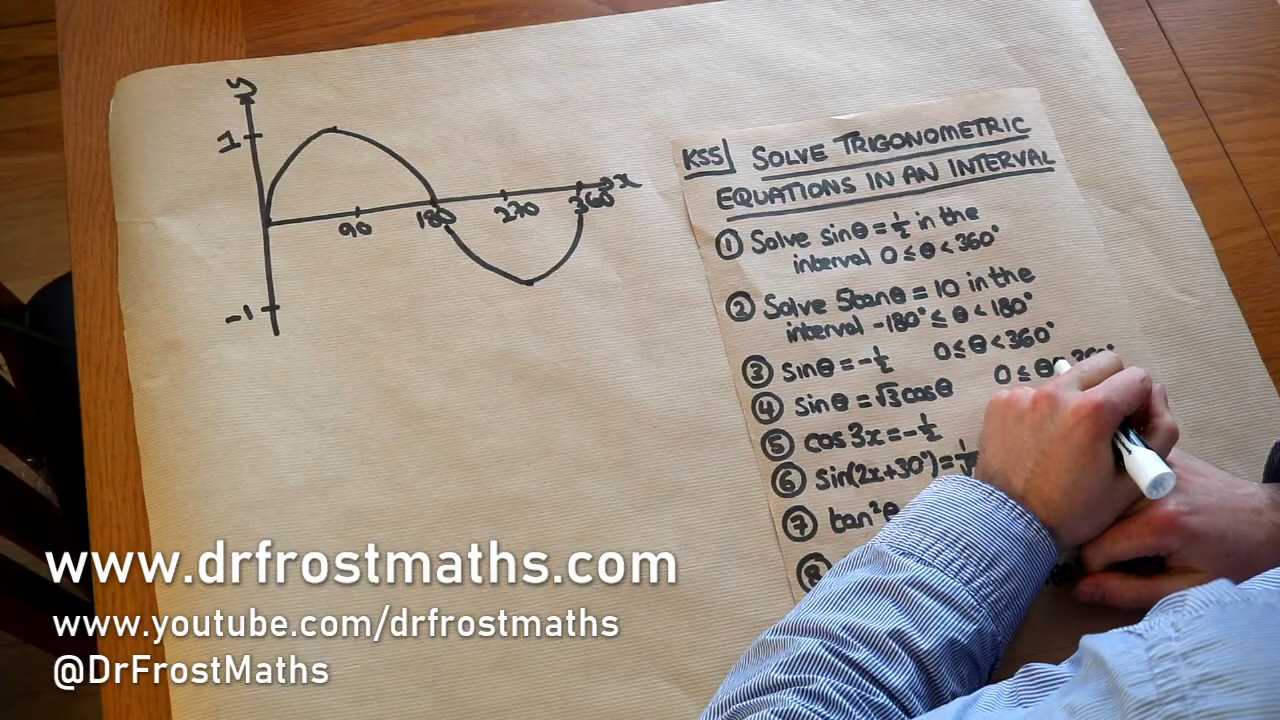 y
1
x
90 180 270 360
-1
KSS SOLVE TRIGONOMETRIC
EQUATIONS IN AN INTERVAL
① Solve sinθ = ½ in the
interval 0 ≤ θ < 360°
② Solve 5tanθ = 10 in the
interval -180° ≤ θ < 180°
③ sinθ = -½ 0 ≤ θ < 360°
④ sinθ = √3cosθ 0 ≤ θ
⑤ cos3x = -½
⑥ sin(2x+30°) =
⑦ tan²θ
⑧
www.drfrostmaths.com
www.youtube.com/drfrostmaths
@DrFrostMaths